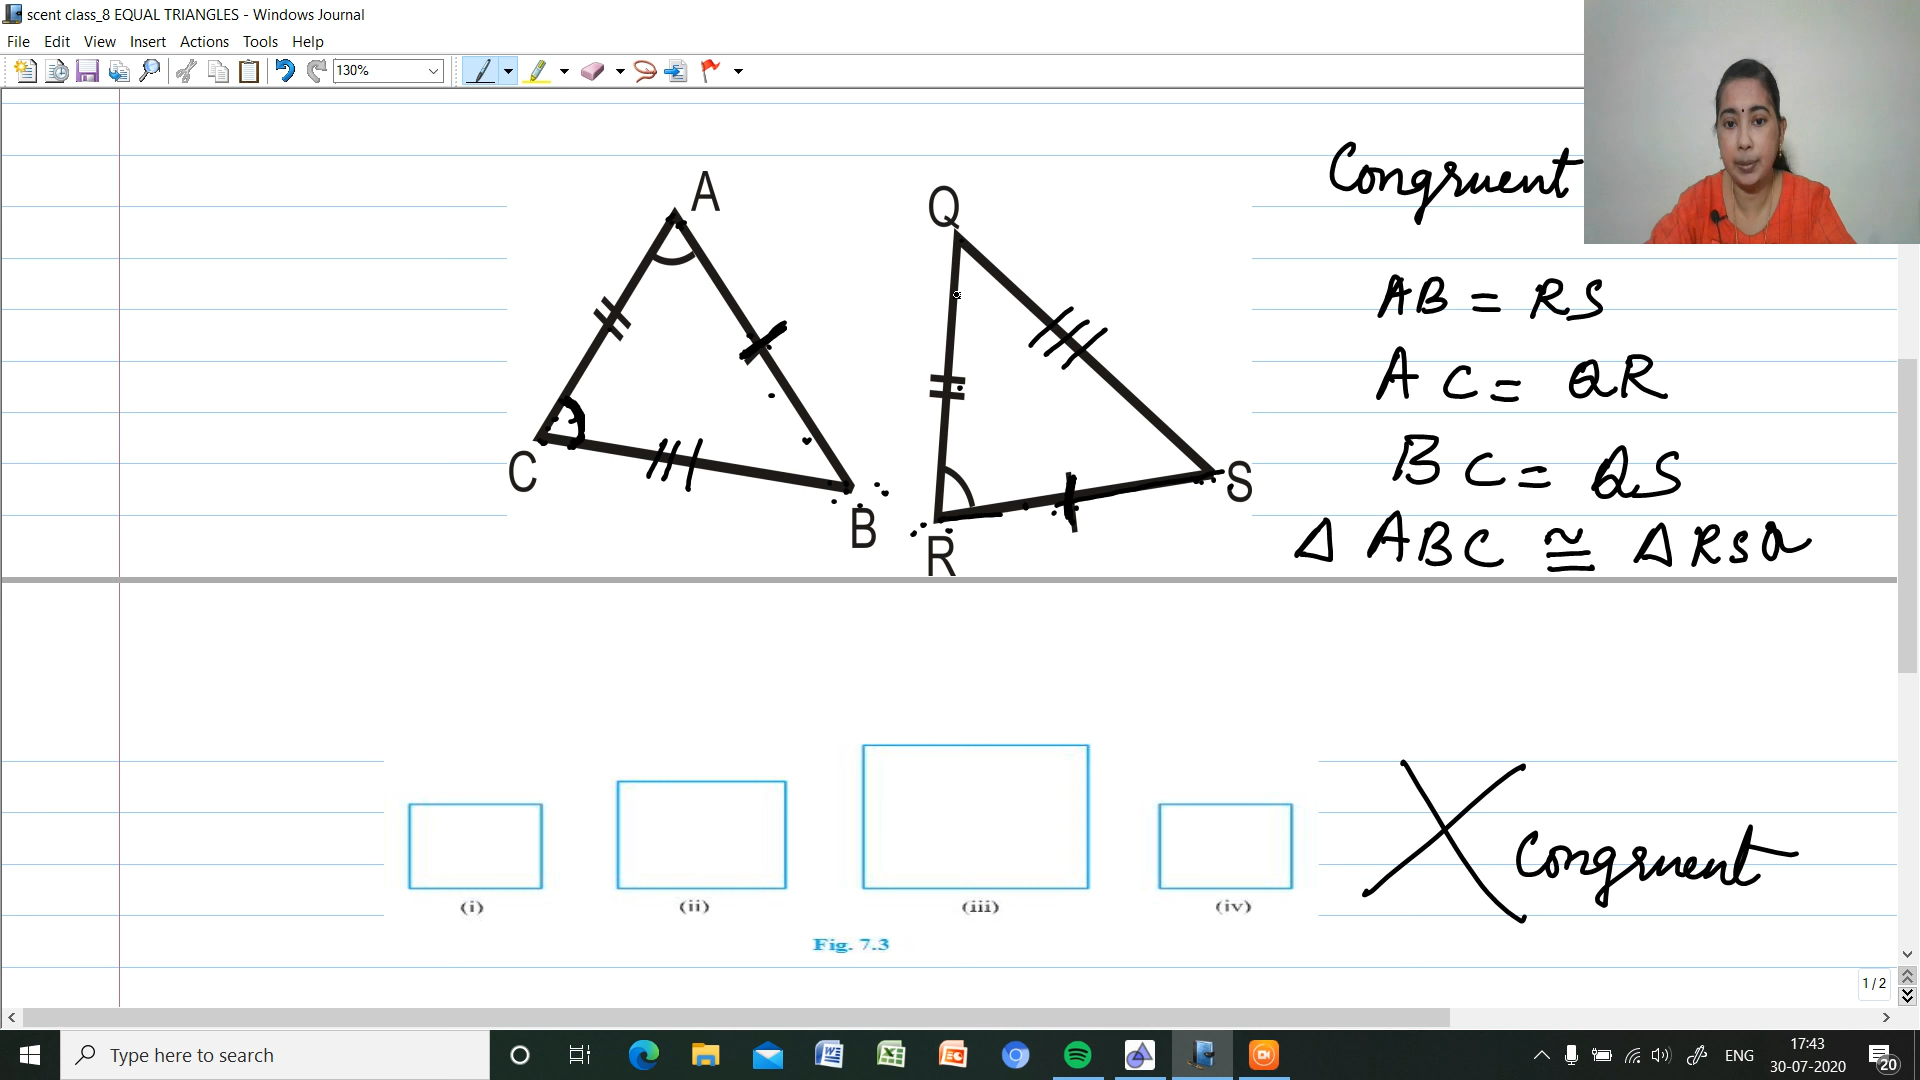 scent class_8 EQUAL TRIANGLES - Windows Journal
File Edit View Insert Actions Tools Help
130%
Congruent
A
Q
C
B
R
S
AB = RS
AC = QR
BC = QS
Δ ABC ≅ Δ RSQ
(i) (ii) (iii) (iv)
Fig. 7.3
X Congruent
1 / 2
Type here to search
ENG
17:43
30-07-2020
20